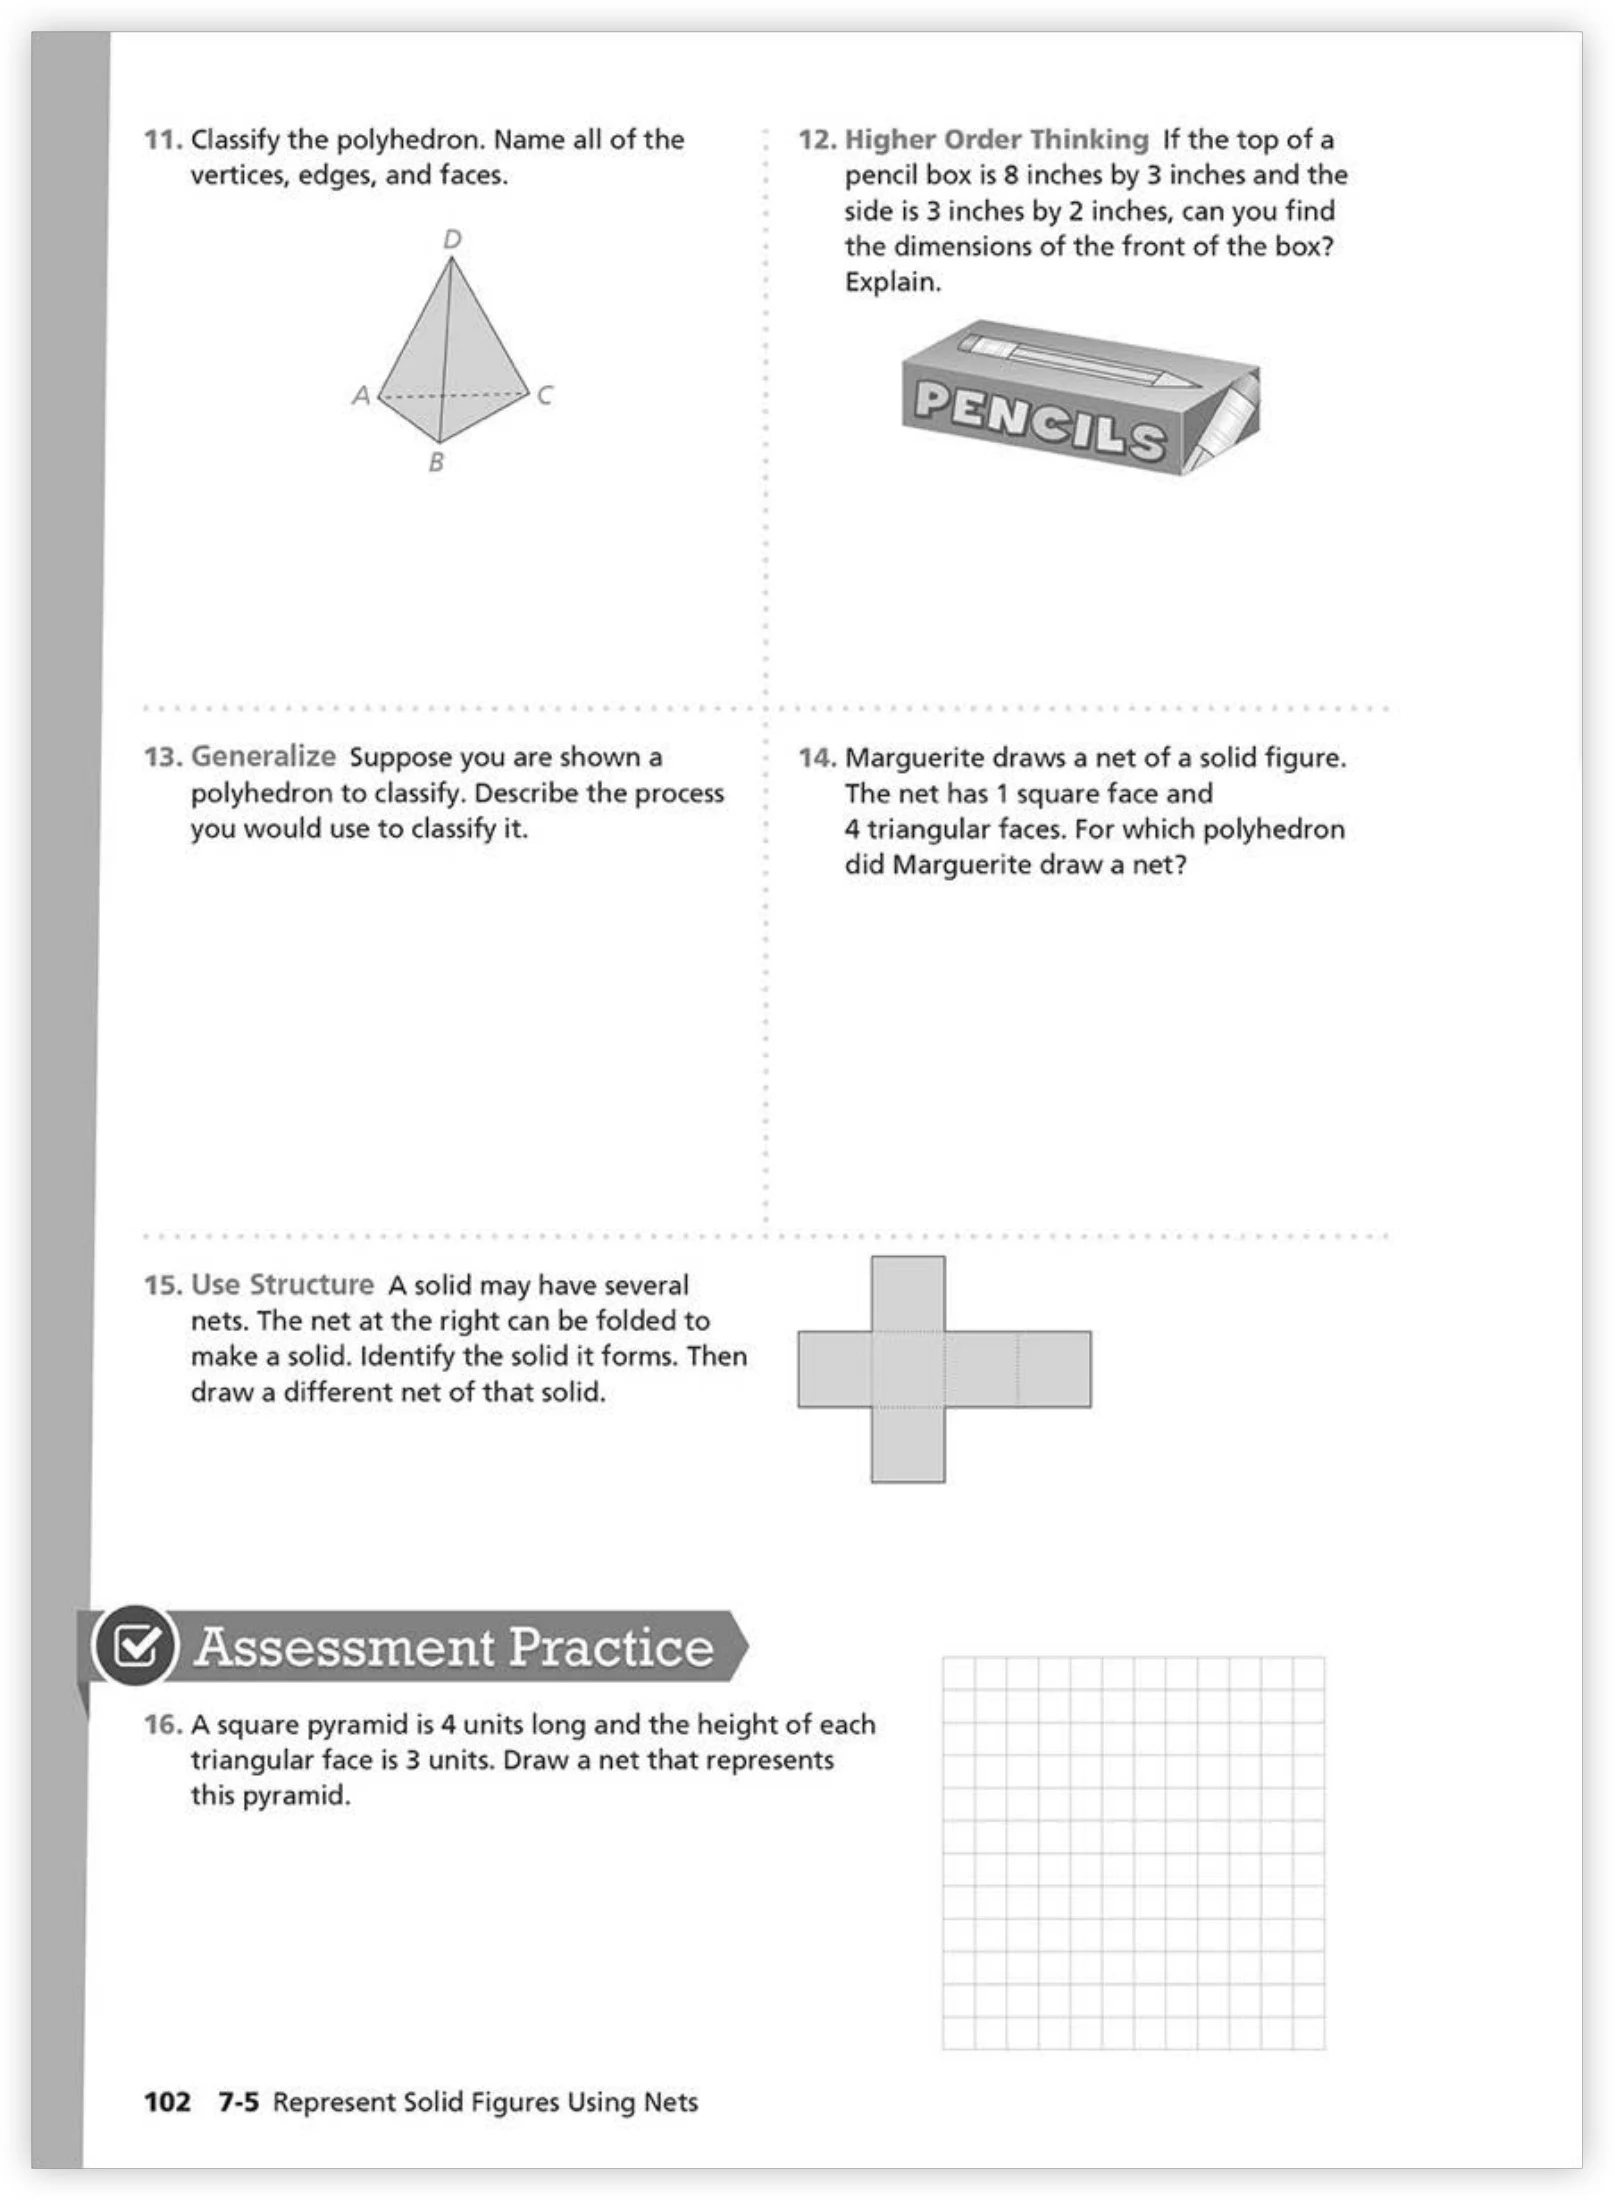 11. Classify the polyhedron. Name all of the
vertices, edges, and faces.
D
A
C
B
12. Higher Order Thinking If the top of a
pencil box is 8 inches by 3 inches and the
side is 3 inches by 2 inches, can you find
the dimensions of the front of the box?
Explain.
PENCILS
13. Generalize Suppose you are shown a
polyhedron to classify. Describe the process
you would use to classify it.
14. Marguerite draws a net of a solid figure.
The net has 1 square face and
4 triangular faces. For which polyhedron
did Marguerite draw a net?
15. Use Structure A solid may have several
nets. The net at the right can be folded to
make a solid. Identify the solid it forms. Then
draw a different net of that solid.
Assessment Practice
16. A square pyramid is 4 units long and the height of each
triangular face is 3 units. Draw a net that represents
this pyramid.
102 7-5 Represent Solid Figures Using Nets